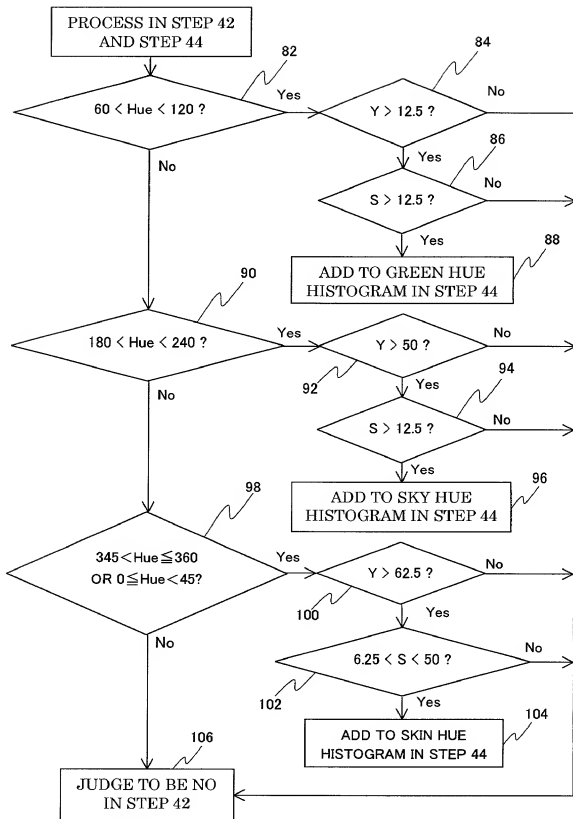 PROCESS IN STEP 42
AND STEP 44
82
84
60 < Hue < 120 ?
Yes
Y > 12.5 ?
No
No
Yes
86
S > 12.5 ?
No
Yes
88
ADD TO GREEN HUE
HISTOGRAM IN STEP 44
90
180 < Hue < 240 ?
Yes
Y > 50 ?
No
92
No
Yes
94
S > 12.5 ?
No
Yes
96
ADD TO SKY HUE
HISTOGRAM IN STEP 44
98
345<Hue≦360
OR 0≦Hue<45?
Yes
Y > 62.5 ?
No
100
No
Yes
6.25 < S < 50 ?
No
102
Yes
104
ADD TO SKIN HUE
HISTOGRAM IN STEP 44
106
JUDGE TO BE NO
IN STEP 42